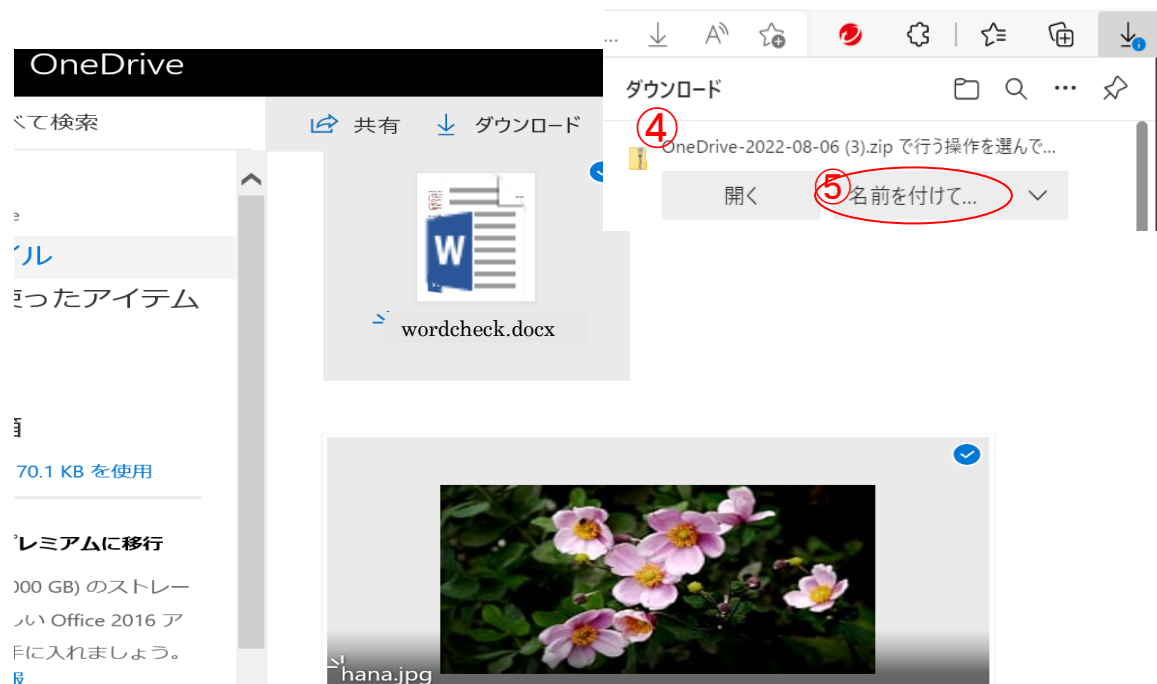 OneDrive
べて検索
共有 ダウンロード
イル
使ったアイテム
70.1 KB を使用
プレミアムに移行
000 GB) のストレー
しい Office 2016 ア
手に入れましょう。
W
wordcheck.docx
hana.jpg
ダウンロード
④
OneDrive-2022-08-06 (3).zip で行う操作を選んで...
開く
⑤
名前を付けて...